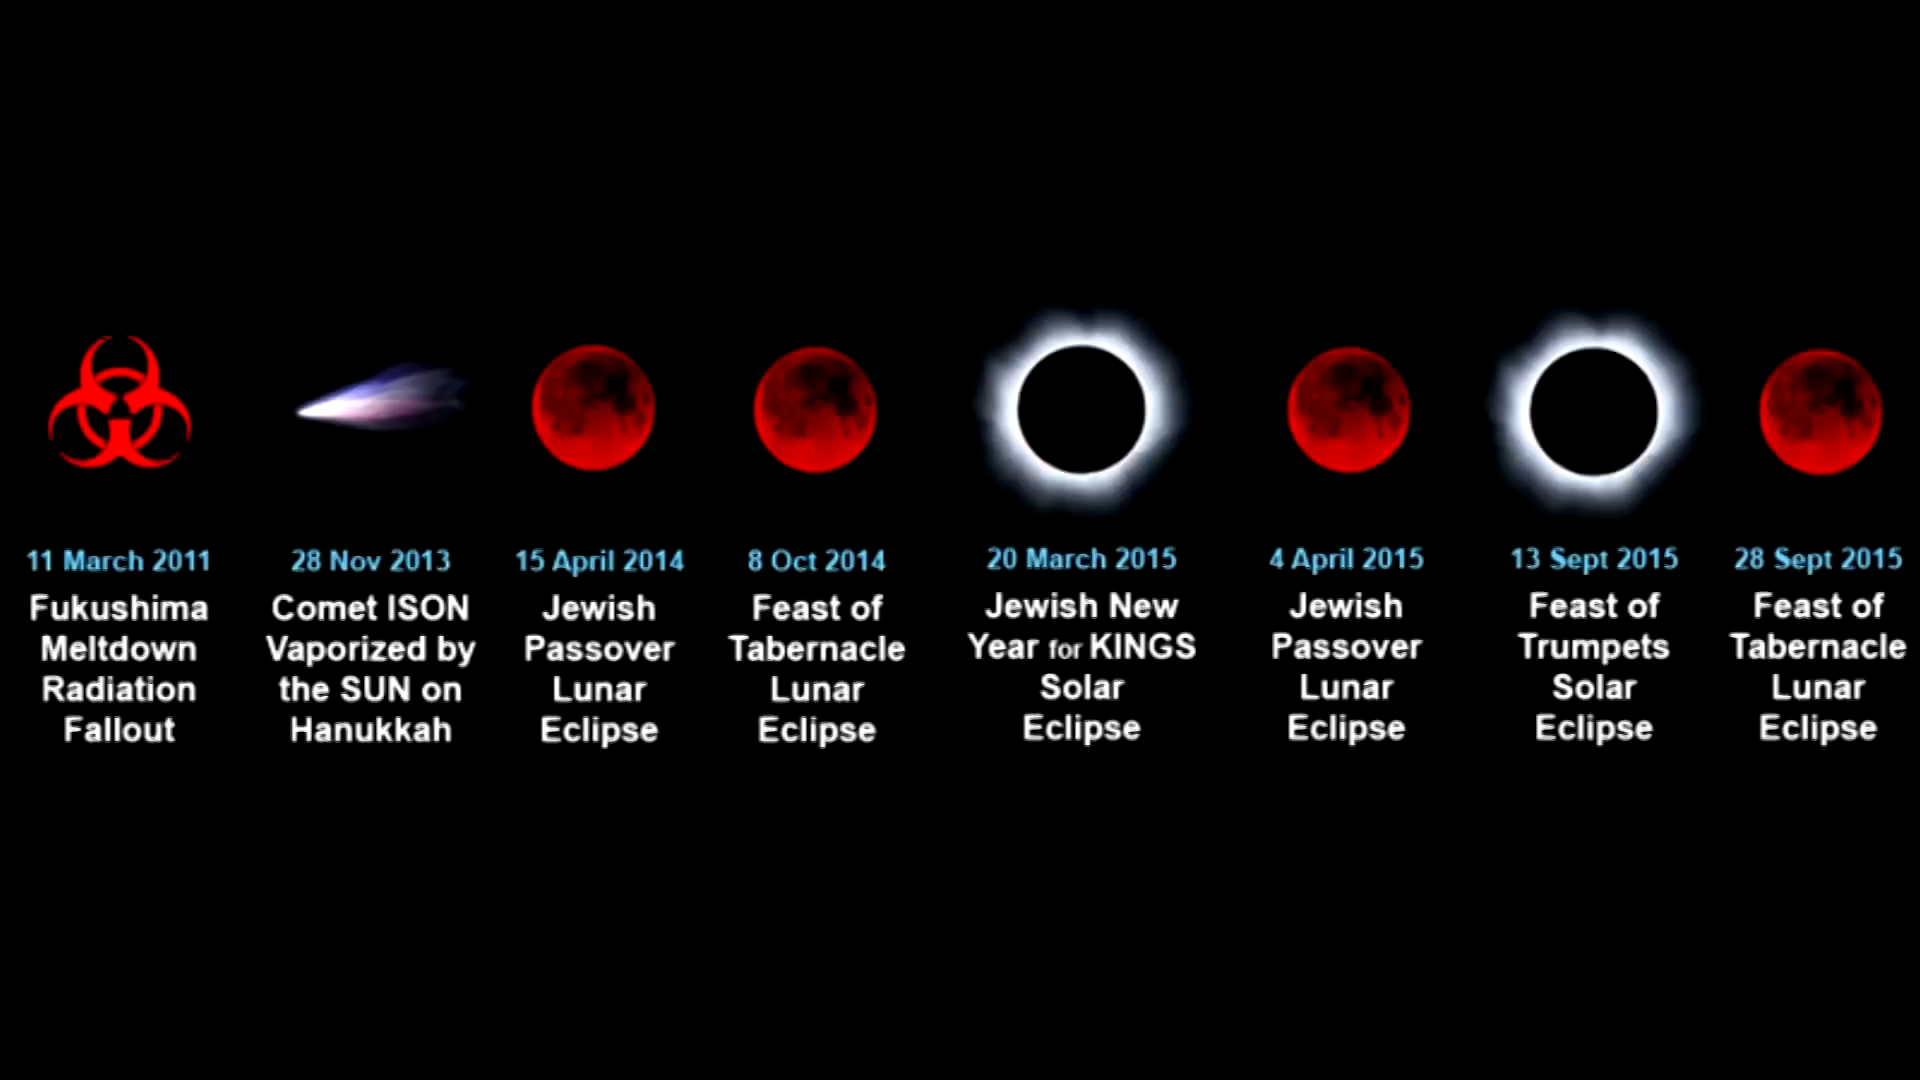 11 March 2011
Fukushima
Meltdown
Radiation
Fallout
28 Nov 2013
Comet ISON
Vaporized by
the SUN on
Hanukkah
15 April 2014
Jewish
Passover
Lunar
Eclipse
8 Oct 2014
Feast of
Tabernacle
Lunar
Eclipse
20 March 2015
Jewish New
Year for KINGS
Solar
Eclipse
4 April 2015
Jewish
Passover
Lunar
Eclipse
13 Sept 2015
Feast of
Trumpets
Solar
Eclipse
28 Sept 2015
Feast of
Tabernacle
Lunar
Eclipse